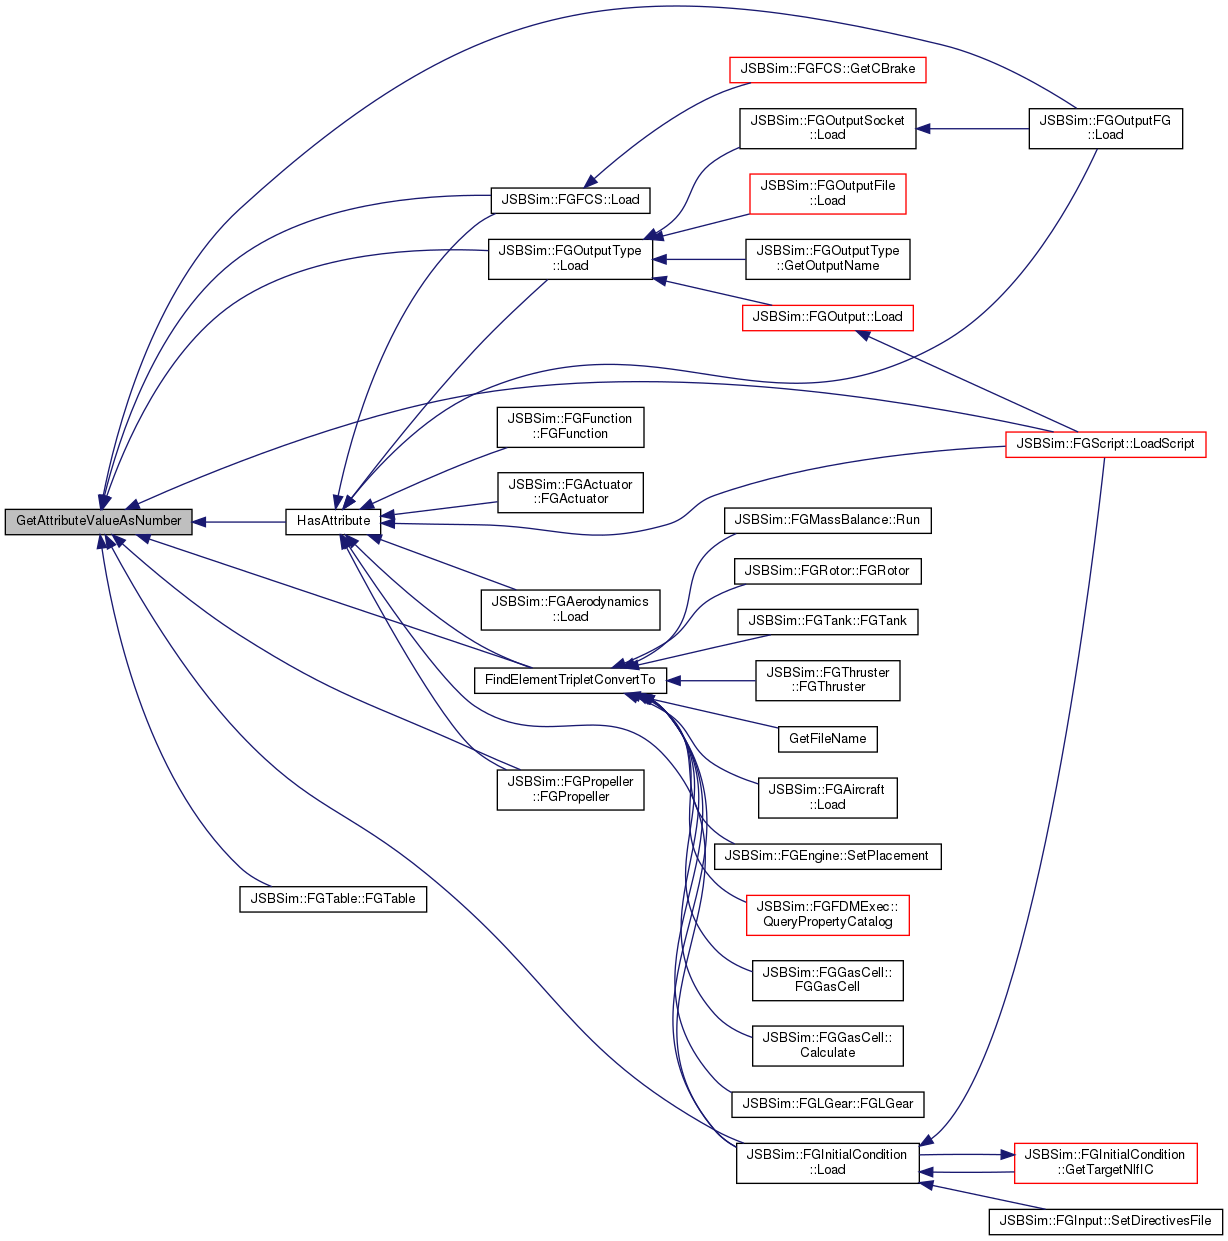 JSBSim::FGFCS::GetCBrake
JSBSim::FGOutputSocket
::Load
JSBSim::FGOutputFG
::Load
JSBSim::FGOutputFile
::Load
JSBSim::FGFCS::Load
JSBSim::FGOutputType
::Load
JSBSim::FGOutputType
::GetOutputName
JSBSim::FGOutput::Load
JSBSim::FGFunction
::FGFunction
JSBSim::FGScript::LoadScript
JSBSim::FGActuator
::FGActuator
GetAttributeValueAsNumber
HasAttribute
JSBSim::FGMassBalance::Run
JSBSim::FGRotor::FGRotor
JSBSim::FGAerodynamics
::Load
JSBSim::FGTank::FGTank
FindElementTripletConvertTo
JSBSim::FGThruster
::FGThruster
GetFileName
JSBSim::FGPropeller
::FGPropeller
JSBSim::FGAircraft
::Load
JSBSim::FGEngine::SetPlacement
JSBSim::FGTable::FGTable
JSBSim::FGFDMExec::
QueryPropertyCatalog
JSBSim::FGGasCell::
FGGasCell
JSBSim::FGGasCell::
Calculate
JSBSim::FGLGear::FGLGear
JSBSim::FGInitialCondition
::Load
JSBSim::FGInitialCondition
::GetTargetNlfIC
JSBSim::FGInput::SetDirectivesFile